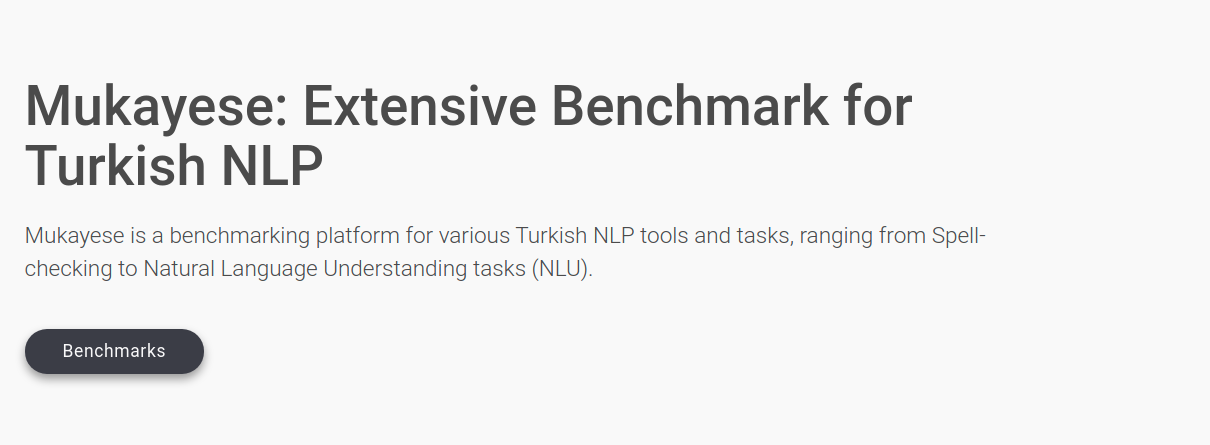 Mukayese: Extensive Benchmark for
Turkish NLP
Mukayese is a benchmarking platform for various Turkish NLP tools and tasks, ranging from Spell-
checking to Natural Language Understanding tasks (NLU).
Benchmarks